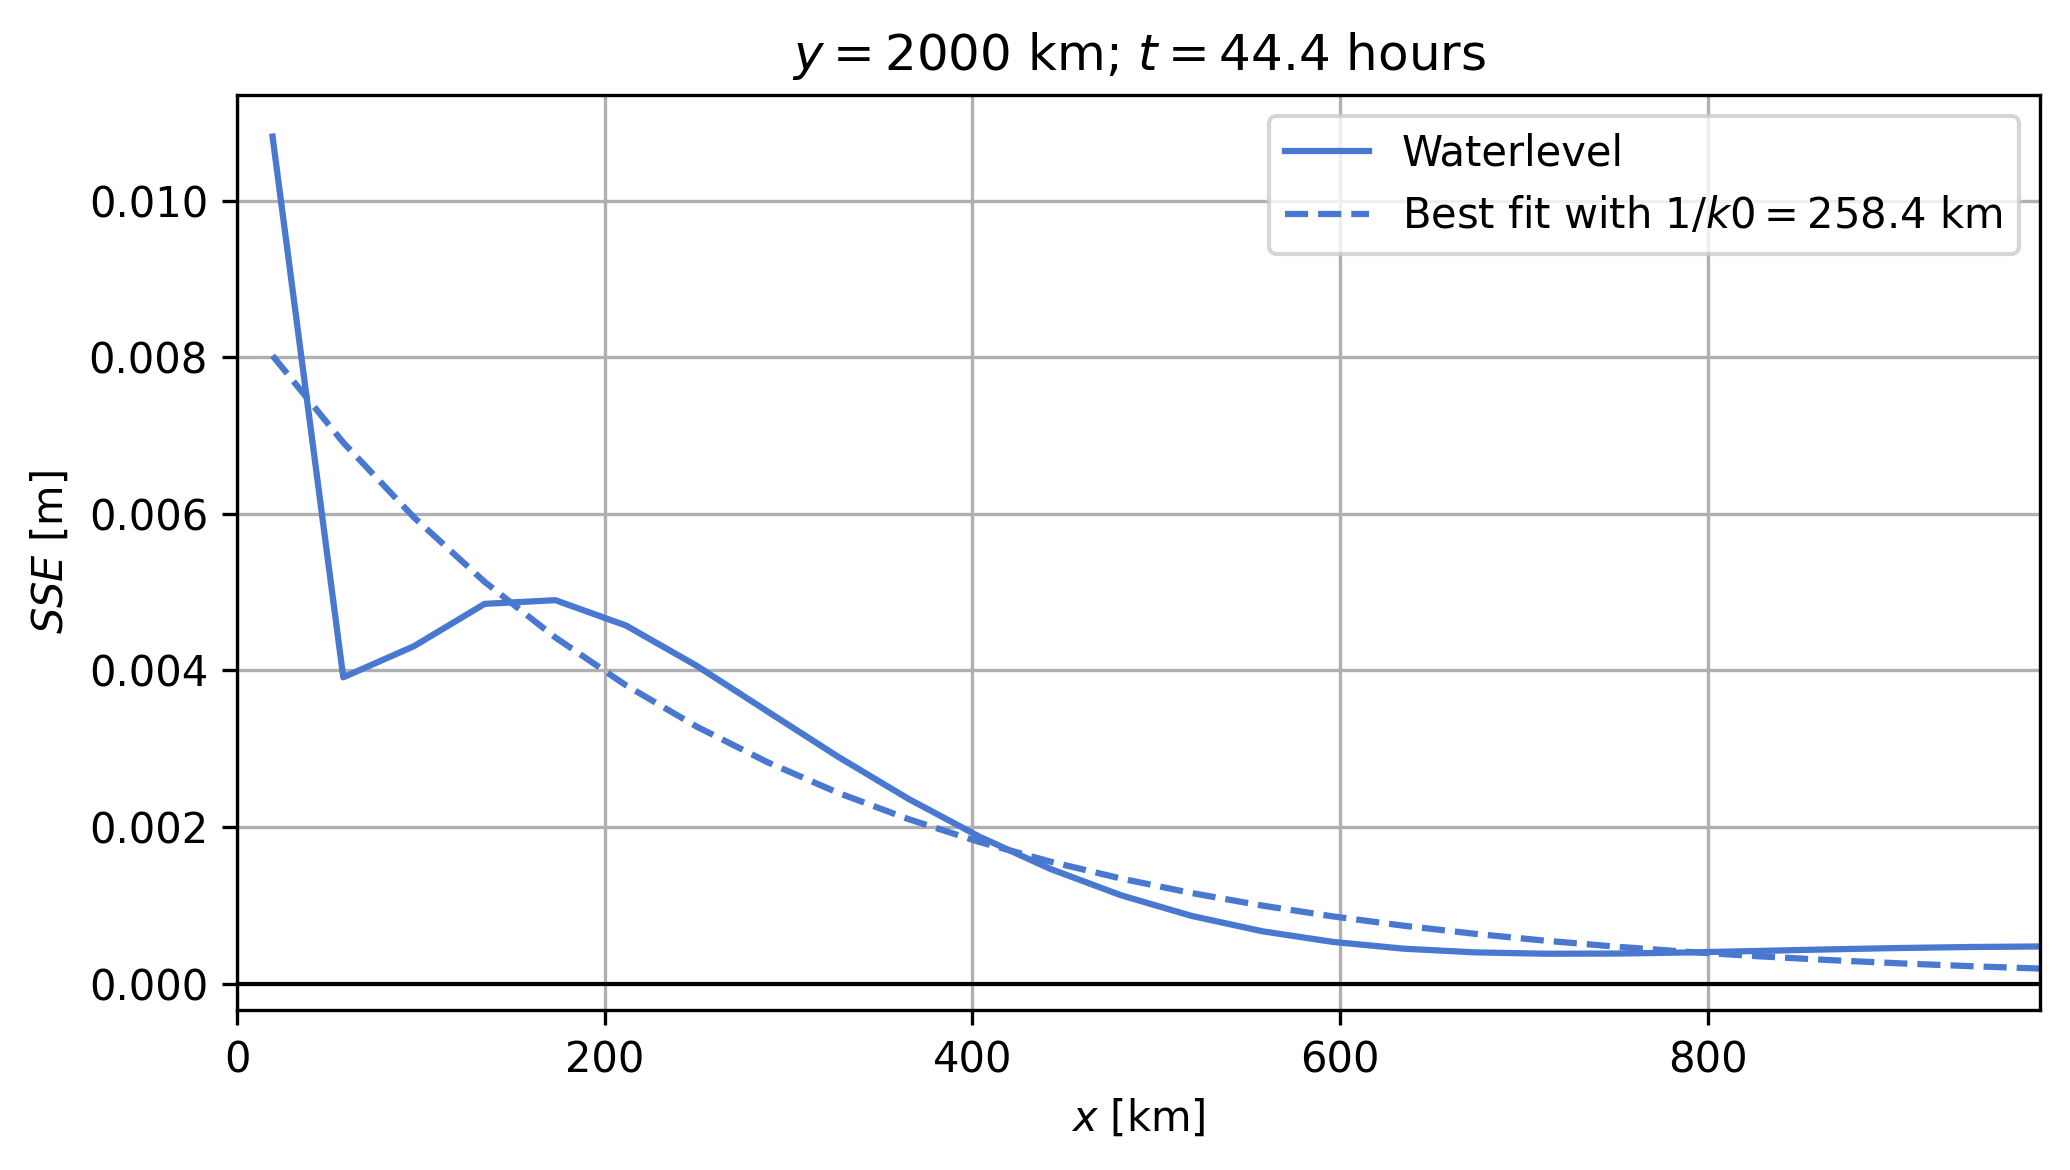 y = 2000 km; t = 44.4 hours
Waterlevel
Best fit with 1/k0 = 258.4 km
SSE [m]
0.010
0.008
0.006
0.004
0.002
0.000
0 200 400 600 800
x [km]